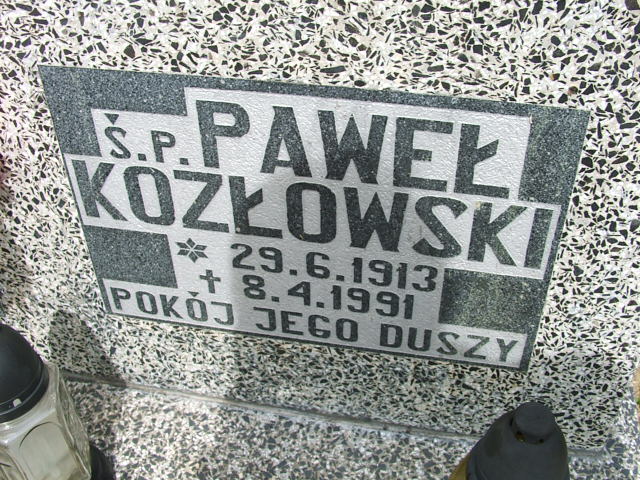 Ś.P. PAWEŁ
KOZŁOWSKI
* 29.6.1913
✝ 8.4.1991
POKÓJ JEGO DUSZY